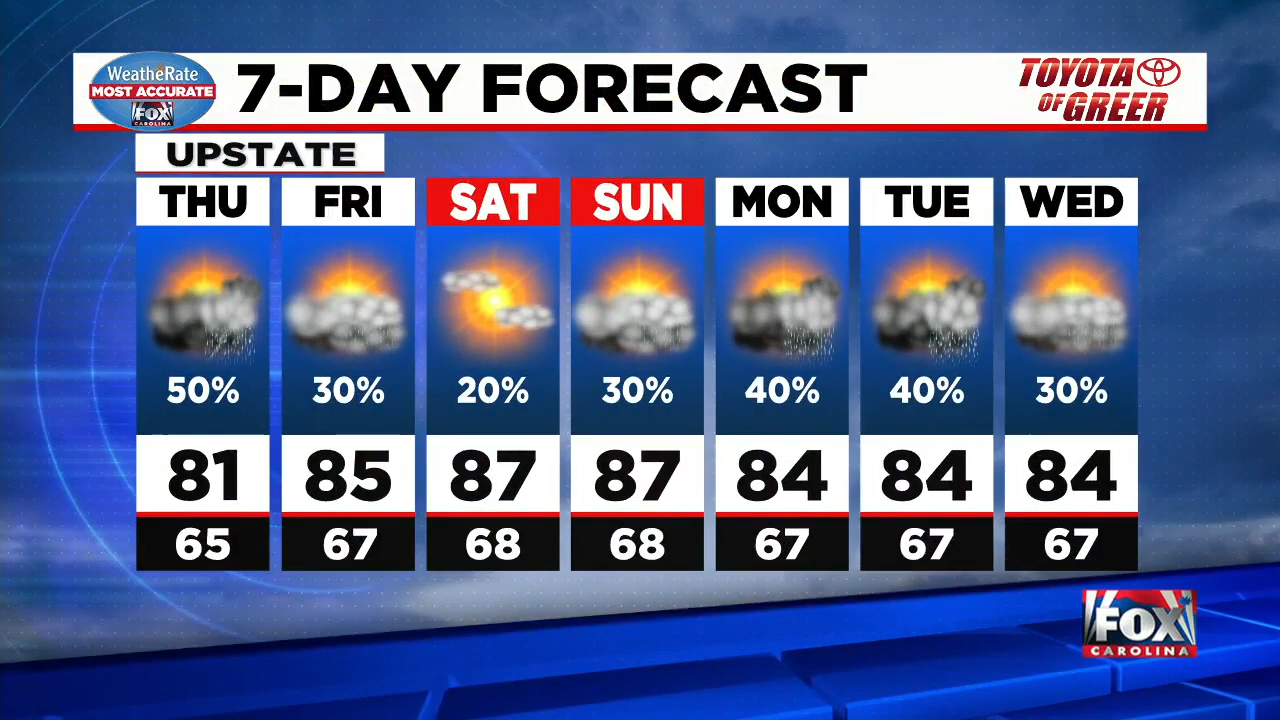 WeatheRate
MOST ACCURATE
FOX
CAROLINA
7-DAY FORECAST
TOYOTA
OF GREER
UPSTATE
THU FRI SAT SUN MON TUE WED
50% 30% 20% 30% 40% 40% 30%
81 85 87 87 84 84 84
65 67 68 68 67 67 67
FOX
CAROLINA